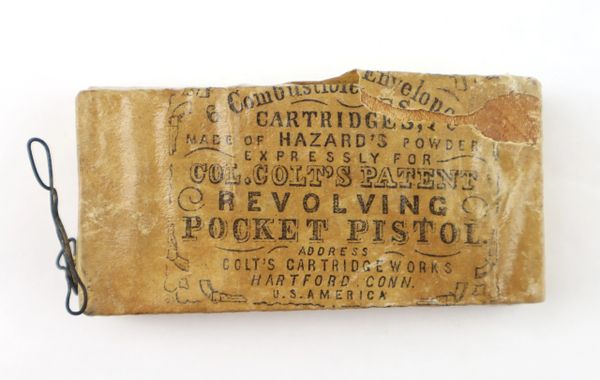 6 Combustible Envelope
CARTRIDGES,
MADE OF HAZARD'S POWDER
EXPRESSLY FOR
COL. COLT'S PATENT
REVOLVING
POCKET PISTOL.
ADDRESS
COLT'S CARTRIDGE WORKS
HARTFORD. CONN.
U.S. AMERICA